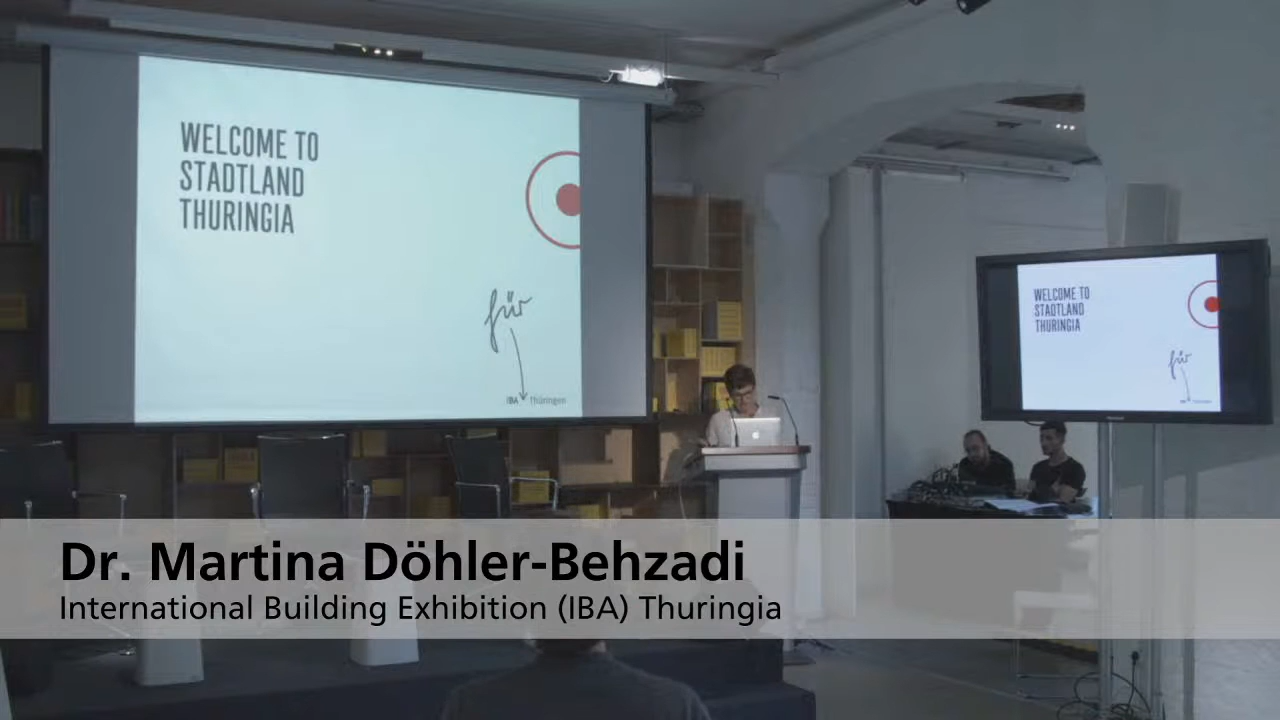 WELCOME TO
STADTLAND
THURINGIA
für
IBA Thüringen
WELCOME TO
STADTLAND
THURINGIA
für
Dr. Martina Döhler-Behzadi
International Building Exhibition (IBA) Thuringia